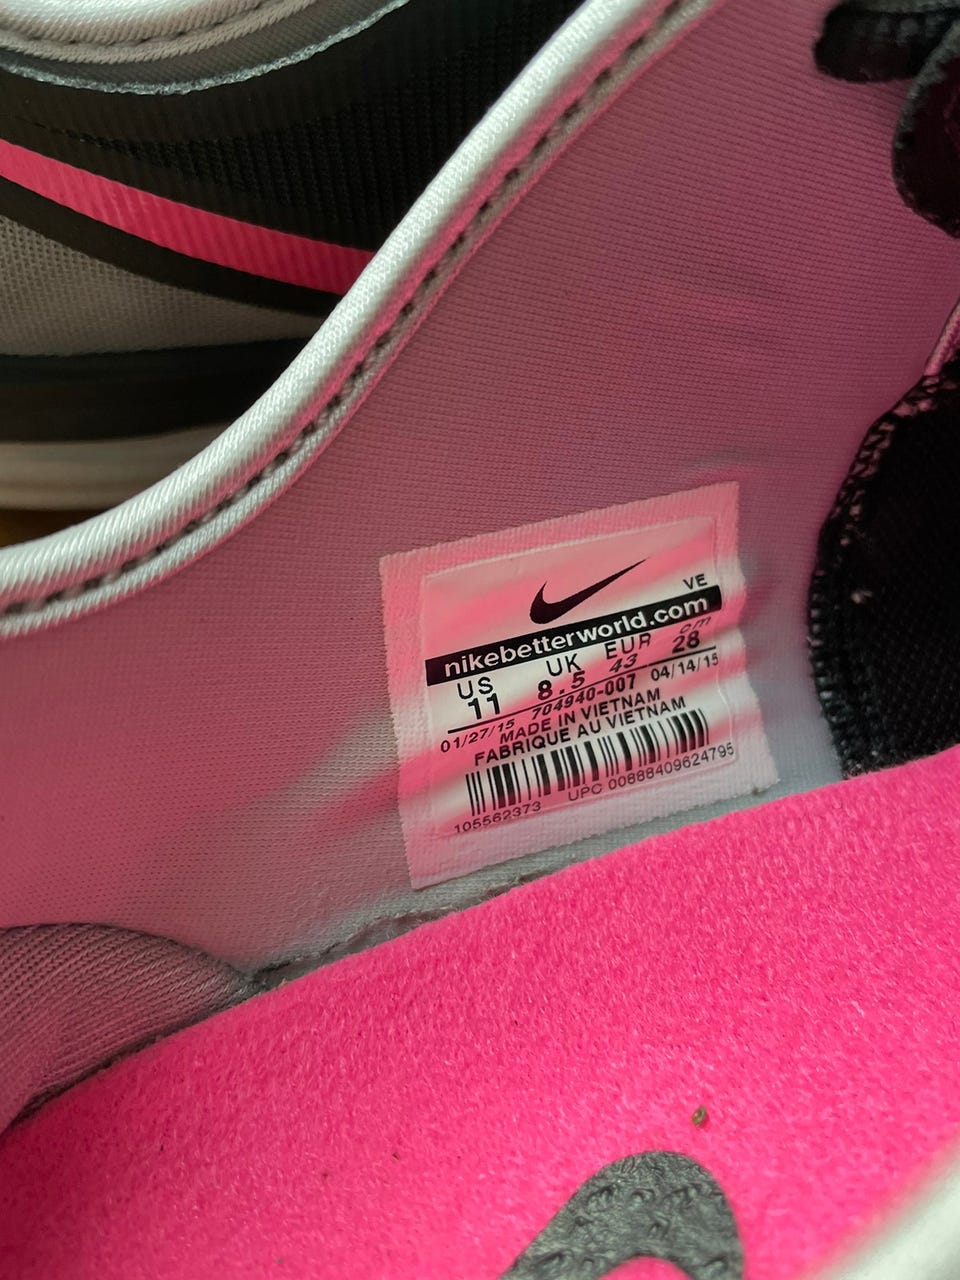 VE
nikebetterworld.com
US UK EUR cm
11 8.5 43 28
01/27/15 704940-007 04/14/15
MADE IN VIETNAM
FABRIQUE AU VIETNAM
105562373 UPC 00888409624795